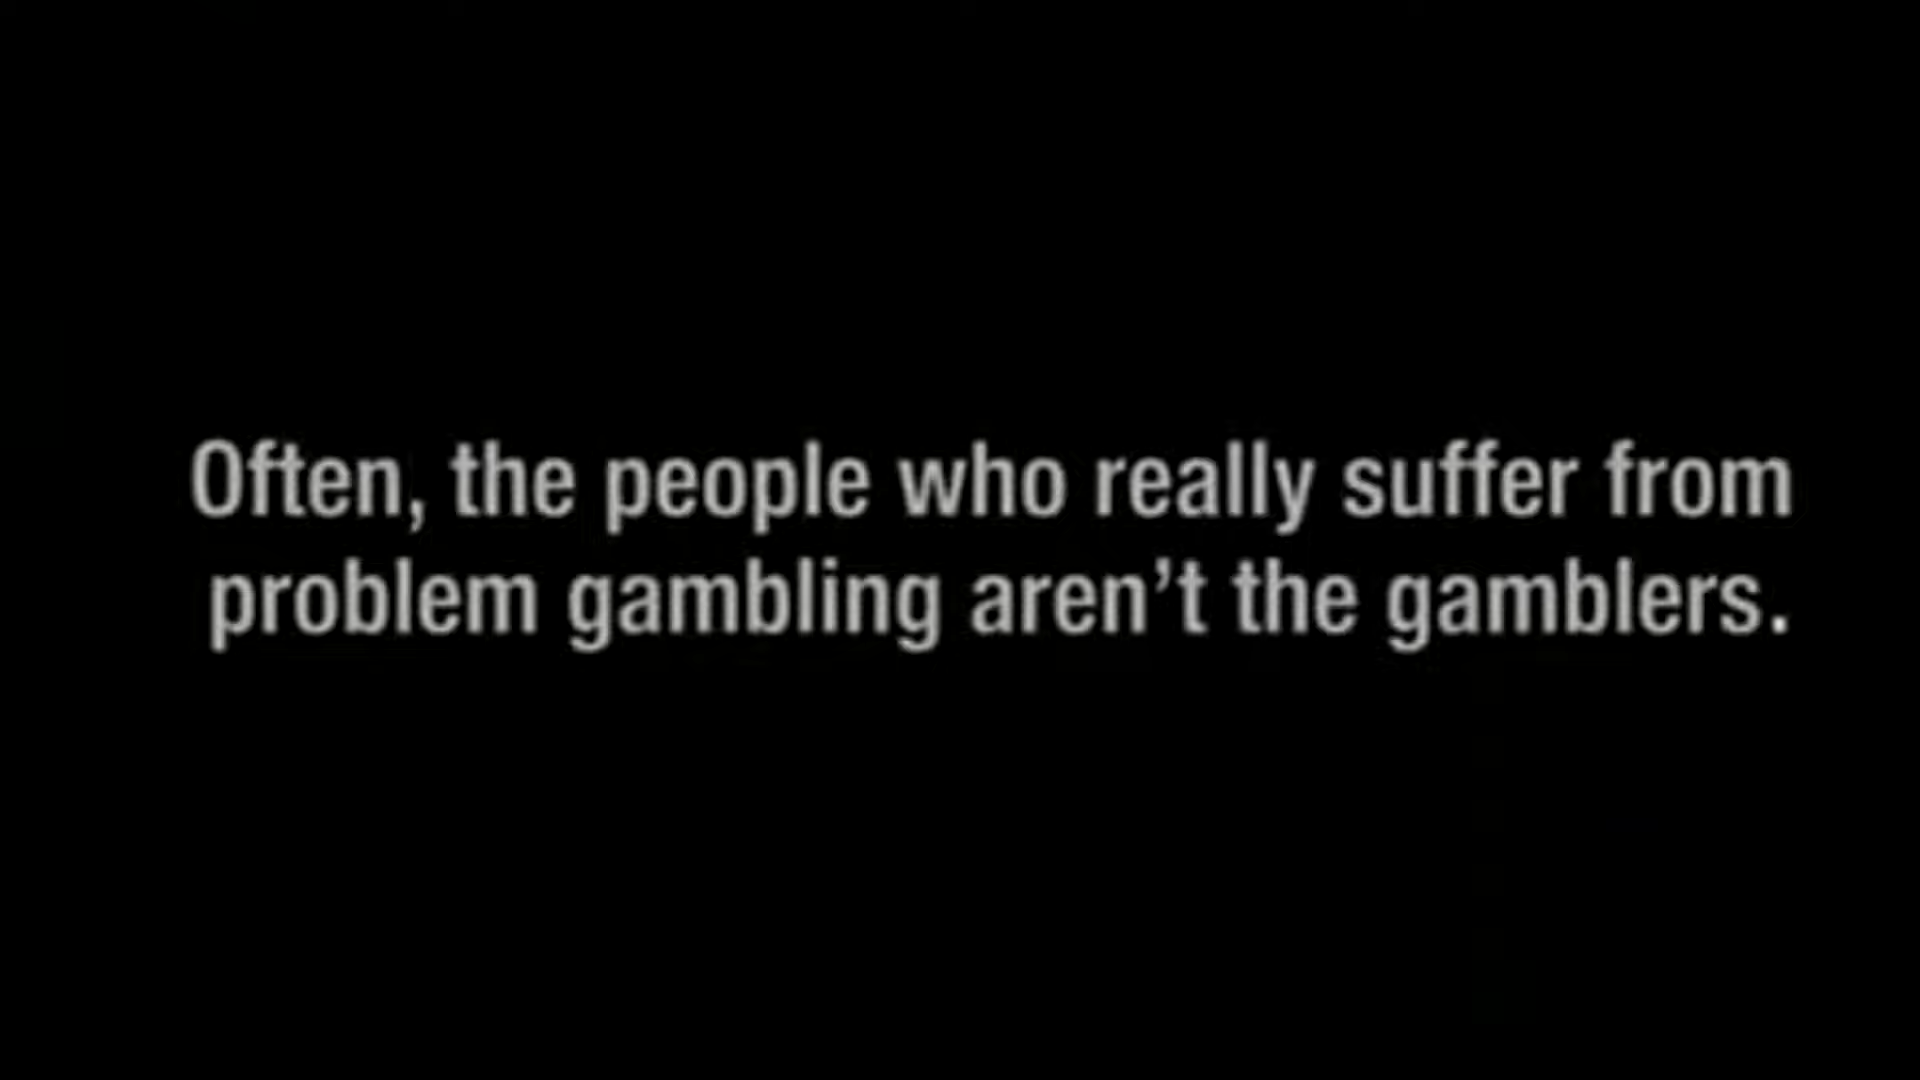 Often, the people who really suffer from
problem gambling aren’t the gamblers.